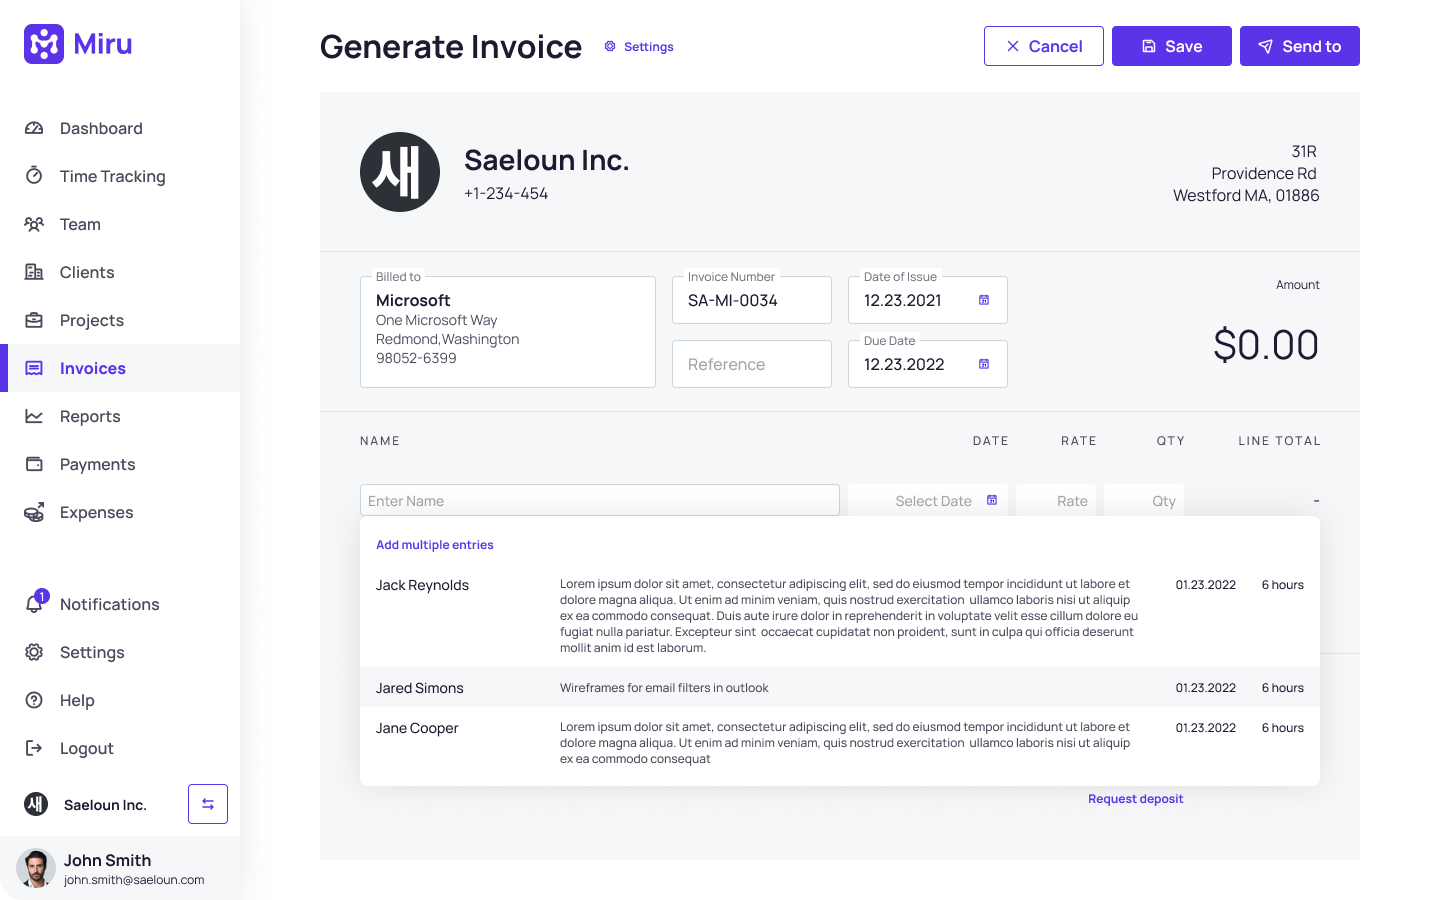 Miru
Dashboard
Time Tracking
Team
Clients
Projects
Invoices
Reports
Payments
Expenses
1
Notifications
Settings
Help
Logout
새
Saeloun Inc.
John Smith
john.smith@saeloun.com
Generate Invoice
Settings
Cancel
Save
Send to
새
Saeloun Inc.
+1-234-454
31R
Providence Rd
Westford MA, 01886
Billed to
Microsoft
One Microsoft Way
Redmond,Washington
98052-6399
Invoice Number
SA-MI-0034
Reference
Date of Issue
12.23.2021
Due Date
12.23.2022
Amount
$0.00
NAME DATE RATE QTY LINE TOTAL
Enter Name Select Date Rate Qty -
Add multiple entries
Jack Reynolds
Lorem ipsum dolor sit amet, consectetur adipiscing elit, sed do eiusmod tempor incididunt ut labore et
dolore magna aliqua. Ut enim ad minim veniam, quis nostrud exercitation ullamco laboris nisi ut aliquip
ex ea commodo consequat. Duis aute irure dolor in reprehenderit in voluptate velit esse cillum dolore eu
fugiat nulla pariatur. Excepteur sint occaecat cupidatat non proident, sunt in culpa qui officia deserunt
mollit anim id est laborum.
01.23.2022 6 hours
Jared Simons Wireframes for email filters in outlook 01.23.2022 6 hours
Jane Cooper
Lorem ipsum dolor sit amet, consectetur adipiscing elit, sed do eiusmod tempor incididunt ut labore et
dolore magna aliqua. Ut enim ad minim veniam, quis nostrud exercitation ullamco laboris nisi ut aliquip
ex ea commodo consequat
01.23.2022 6 hours
Request deposit